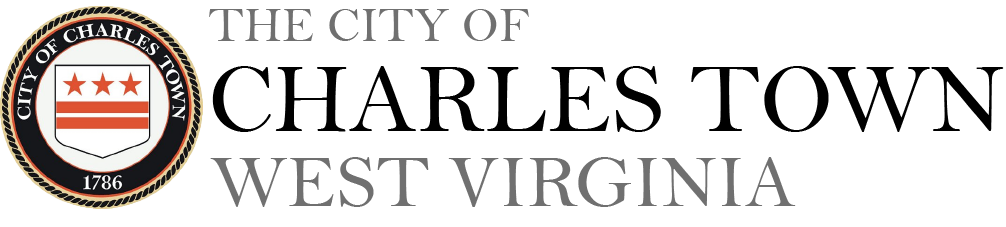 CITY OF CHARLES TOWN
1786
THE CITY OF
CHARLES TOWN
WEST VIRGINIA